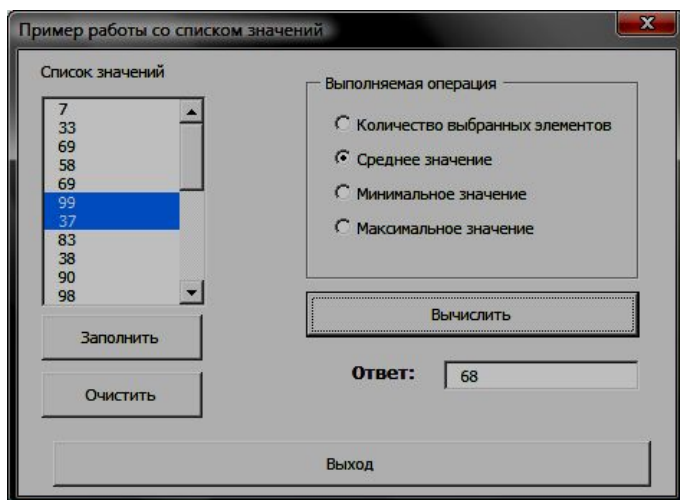 Пример работы со списком значений
Список значений
7
33
69
58
69
99
37
83
38
90
98
Заполнить
Очистить
Выполняемая операция
Количество выбранных элементов
Среднее значение
Минимальное значение
Максимальное значение
Вычислить
Ответ: 68
Выход